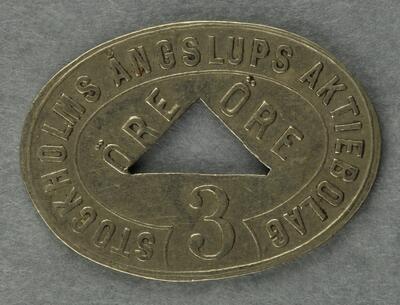 STOCKHOLMS ÅNGSLUPS AKTIEBOLAG
ÖRE ÖRE
3